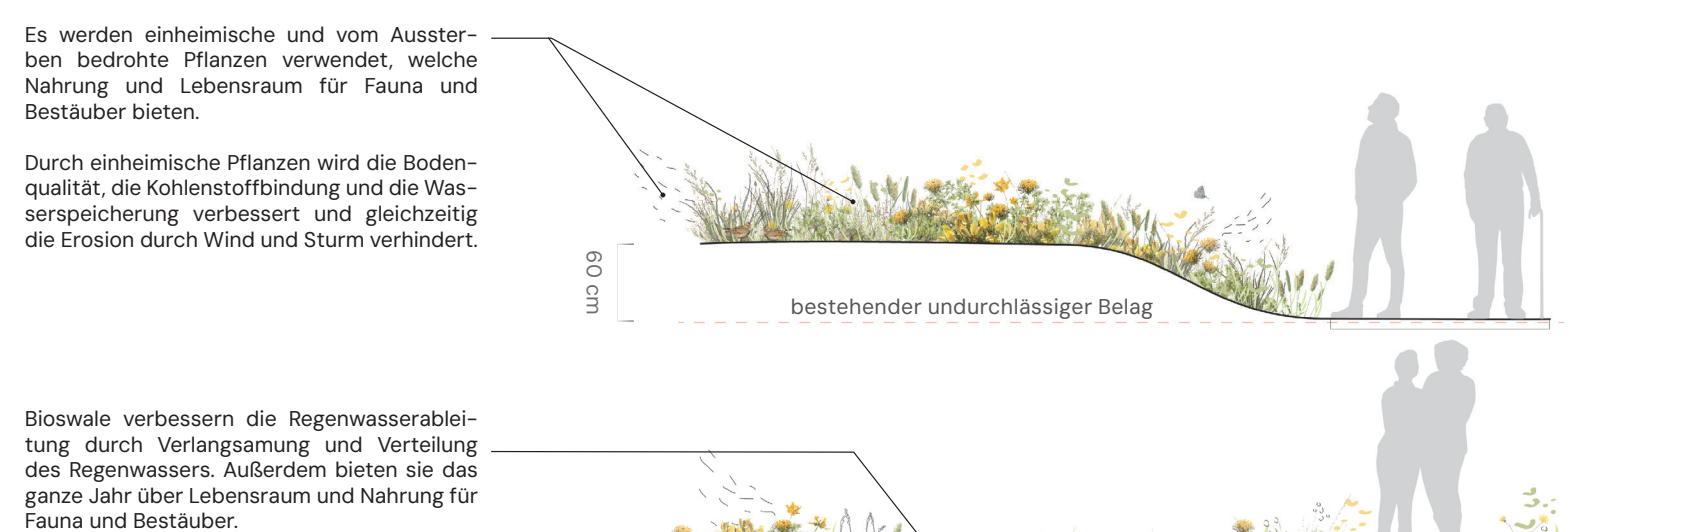 Es werden einheimische und vom Ausster-
ben bedrohte Pflanzen verwendet, welche
Nahrung und Lebensraum für Fauna und
Bestäuber bieten.
Durch einheimische Pflanzen wird die Boden-
qualität, die Kohlenstoffbindung und die Was-
serspeicherung verbessert und gleichzeitig
die Erosion durch Wind und Sturm verhindert.
60 cm
bestehender undurchlässiger Belag
Bioswale verbessern die Regenwasserablei-
tung durch Verlangsamung und Verteilung
des Regenwassers. Außerdem bieten sie das
ganze Jahr über Lebensraum und Nahrung für
Fauna und Bestäuber.